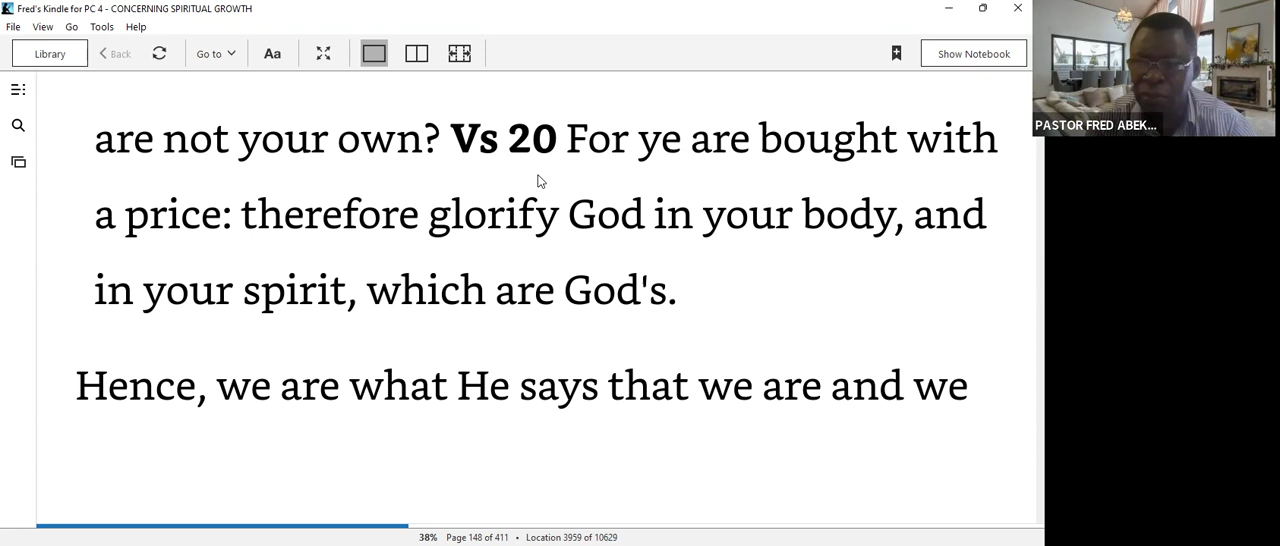 Fred's Kindle for PC 4 - CONCERNING SPIRITUAL GROWTH
File View Go Tools Help
Library Back Go to Aa Show Notebook
PASTOR FRED ABEK...
are not your own? Vs 20 For ye are bought with
a price: therefore glorify God in your body, and
in your spirit, which are God's.
Hence, we are what He says that we are and we
38% Page 148 of 411 • Location 3959 of 10629